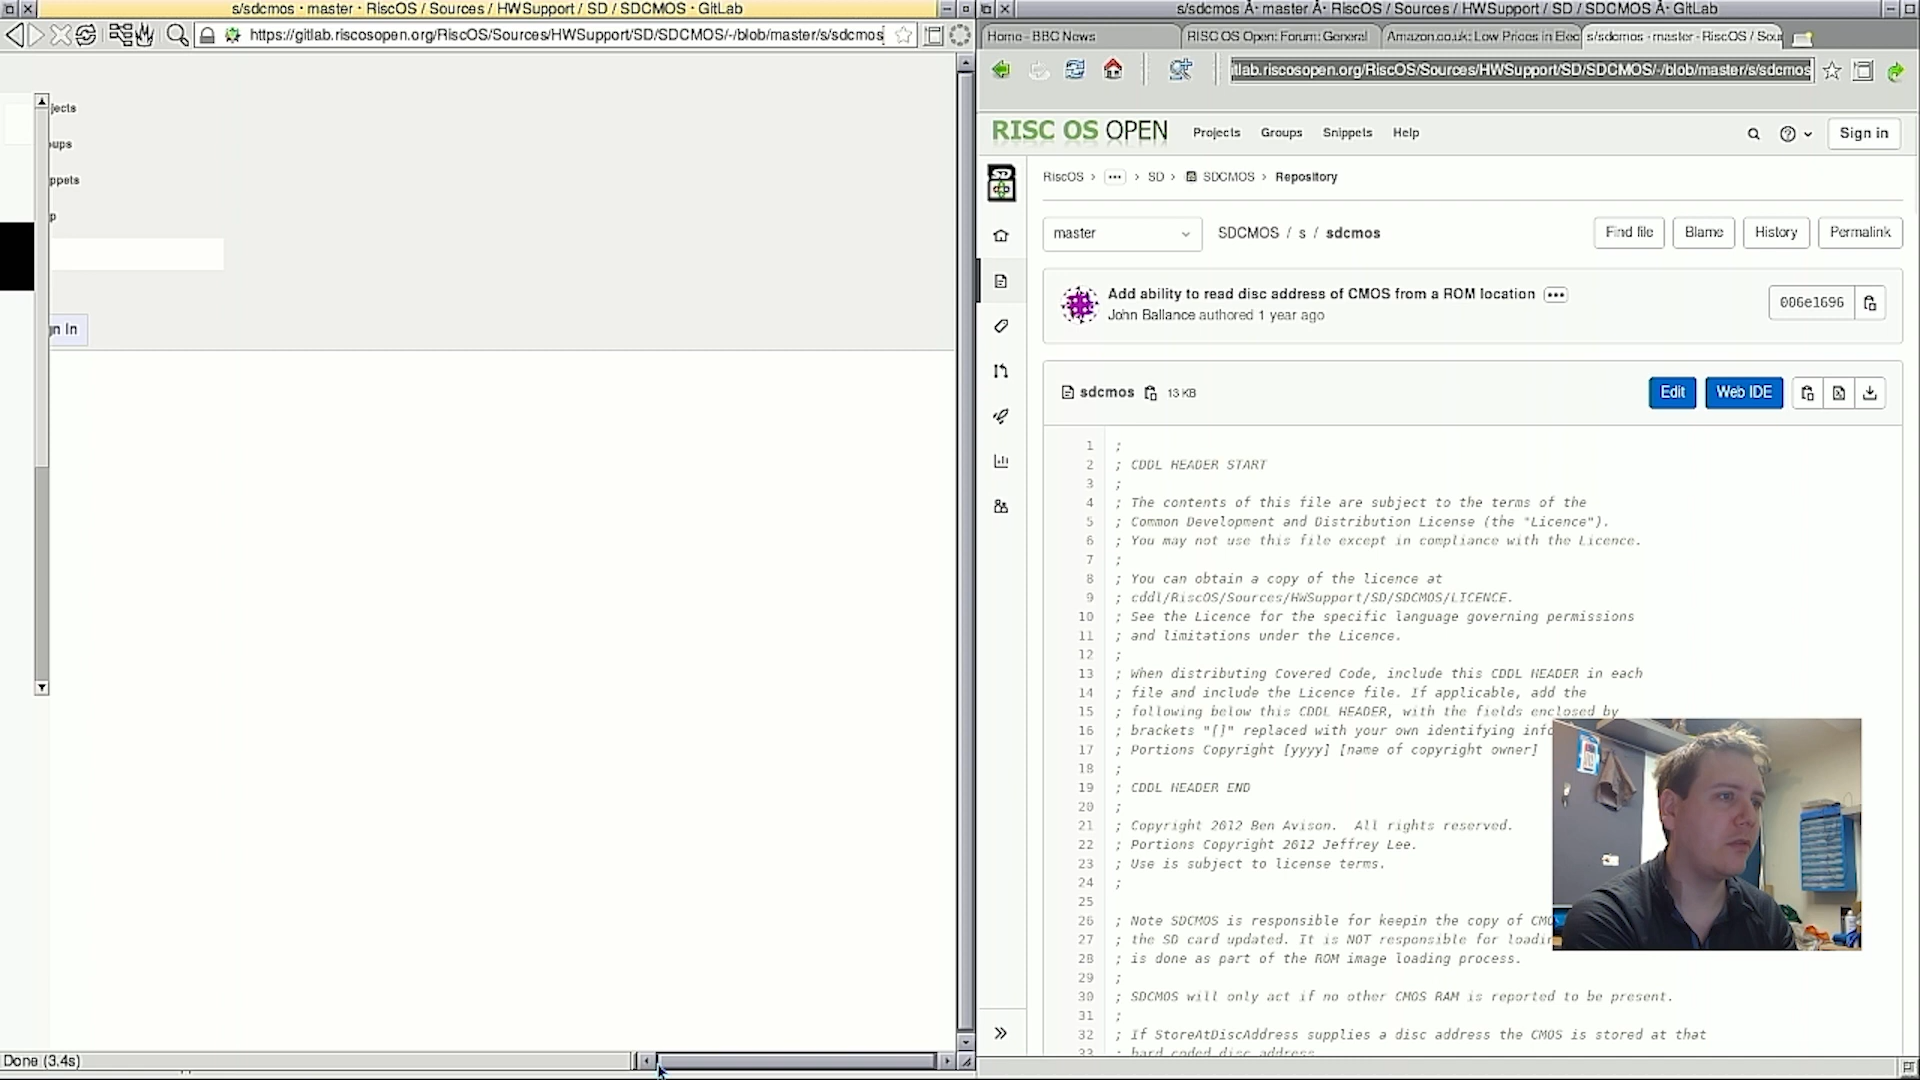 s/sdcmos · master · RiscOS / Sources / HWSupport / SD / SDCMOS · GitLab
https://gitlab.riscosopen.org/RiscOS/Sources/HWSupport/SD/SDCMOS/-/blob/master/s/sdcmos
jects
oups
ppets
p
gn In
Done (3.4s)
s/sdcmos Â· master Â· RiscOS / Sources / HWSupport / SD / SDCMOS Â· GitLab
Home - BBC News
RISC OS Open: Forum: General
Amazon.co.uk: Low Prices in Elec
s/sdcmos · master · RiscOS / Sou
itlab.riscosopen.org/RiscOS/Sources/HWSupport/SD/SDCMOS/-/blob/master/s/sdcmos
RISC OS OPEN Projects Groups Snippets Help Sign in
RiscOS > ... > SD > SDCMOS > Repository
master SDCMOS / s / sdcmos Find file Blame History Permalink
Add ability to read disc address of CMOS from a ROM location ...
John Ballance authored 1 year ago
006e1696
sdcmos 13 KB Edit Web IDE
1 ;
2 ; CDDL HEADER START
3 ;
4 ; The contents of this file are subject to the terms of the
5 ; Common Development and Distribution License (the "Licence").
6 ; You may not use this file except in compliance with the Licence.
7 ;
8 ; You can obtain a copy of the licence at
9 ; cddl/RiscOS/Sources/HWSupport/SD/SDCMOS/LICENCE.
10 ; See the Licence for the specific language governing permissions
11 ; and limitations under the Licence.
12 ;
13 ; When distributing Covered Code, include this CDDL HEADER in each
14 ; file and include the Licence file. If applicable, add the
15 ; following below this CDDL HEADER, with the fields enclosed by
16 ; brackets "[]" replaced with your own identifying info
17 ; Portions Copyright [yyyy] [name of copyright owner]
18 ;
19 ; CDDL HEADER END
20 ;
21 ; Copyright 2012 Ben Avison.  All rights reserved.
22 ; Portions Copyright 2012 Jeffrey Lee.
23 ; Use is subject to license terms.
24 ;
25
26 ; Note SDCMOS is responsible for keepin the copy of CMO
27 ; the SD card updated. It is NOT responsible for loadin
28 ; is done as part of the ROM image loading process.
29 ;
30 ; SDCMOS will only act if no other CMOS RAM is reported to be present.
31 ;
32 ; If StoreAtDiscAddress supplies a disc address the CMOS is stored at that
33 ; hard coded disc address